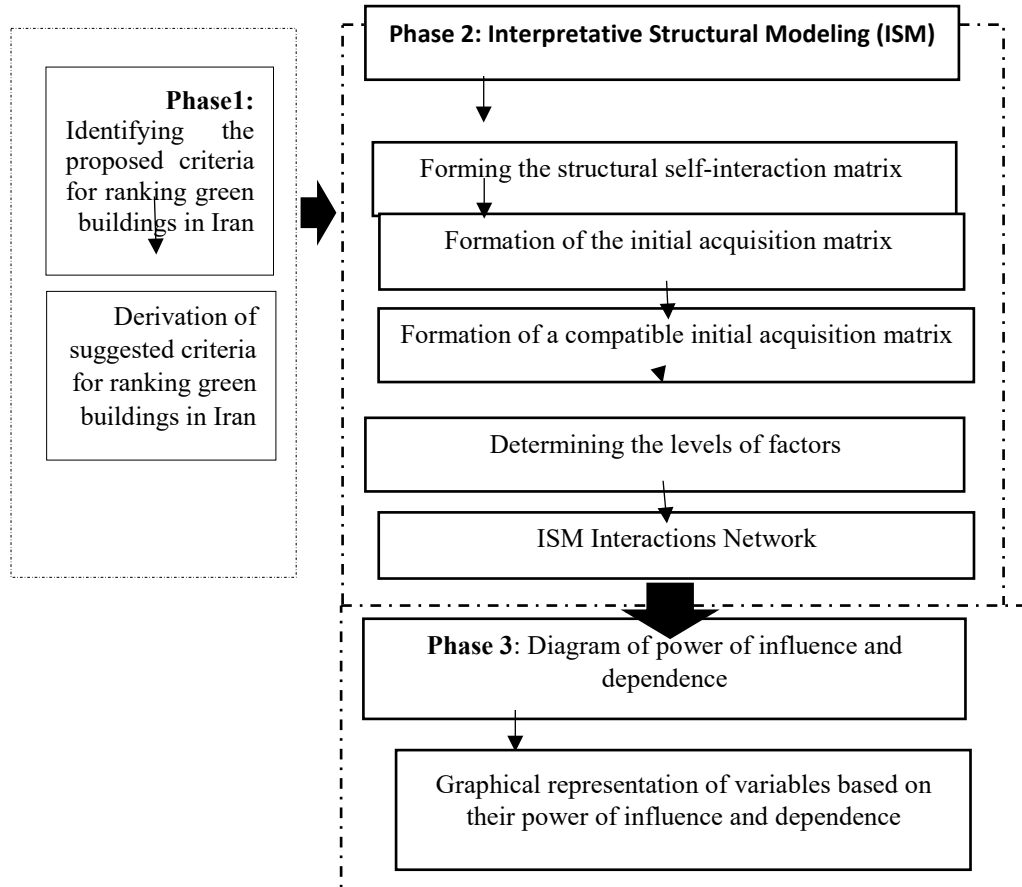 Phase1:
Identifying the
proposed criteria
for ranking green
buildings in Iran
Derivation of
suggested criteria
for ranking green
buildings in Iran
Phase 2: Interpretative Structural Modeling (ISM)
Forming the structural self-interaction matrix
Formation of the initial acquisition matrix
Formation of a compatible initial acquisition matrix
Determining the levels of factors
ISM Interactions Network
Phase 3: Diagram of power of influence and
dependence
Graphical representation of variables based on
their power of influence and dependence